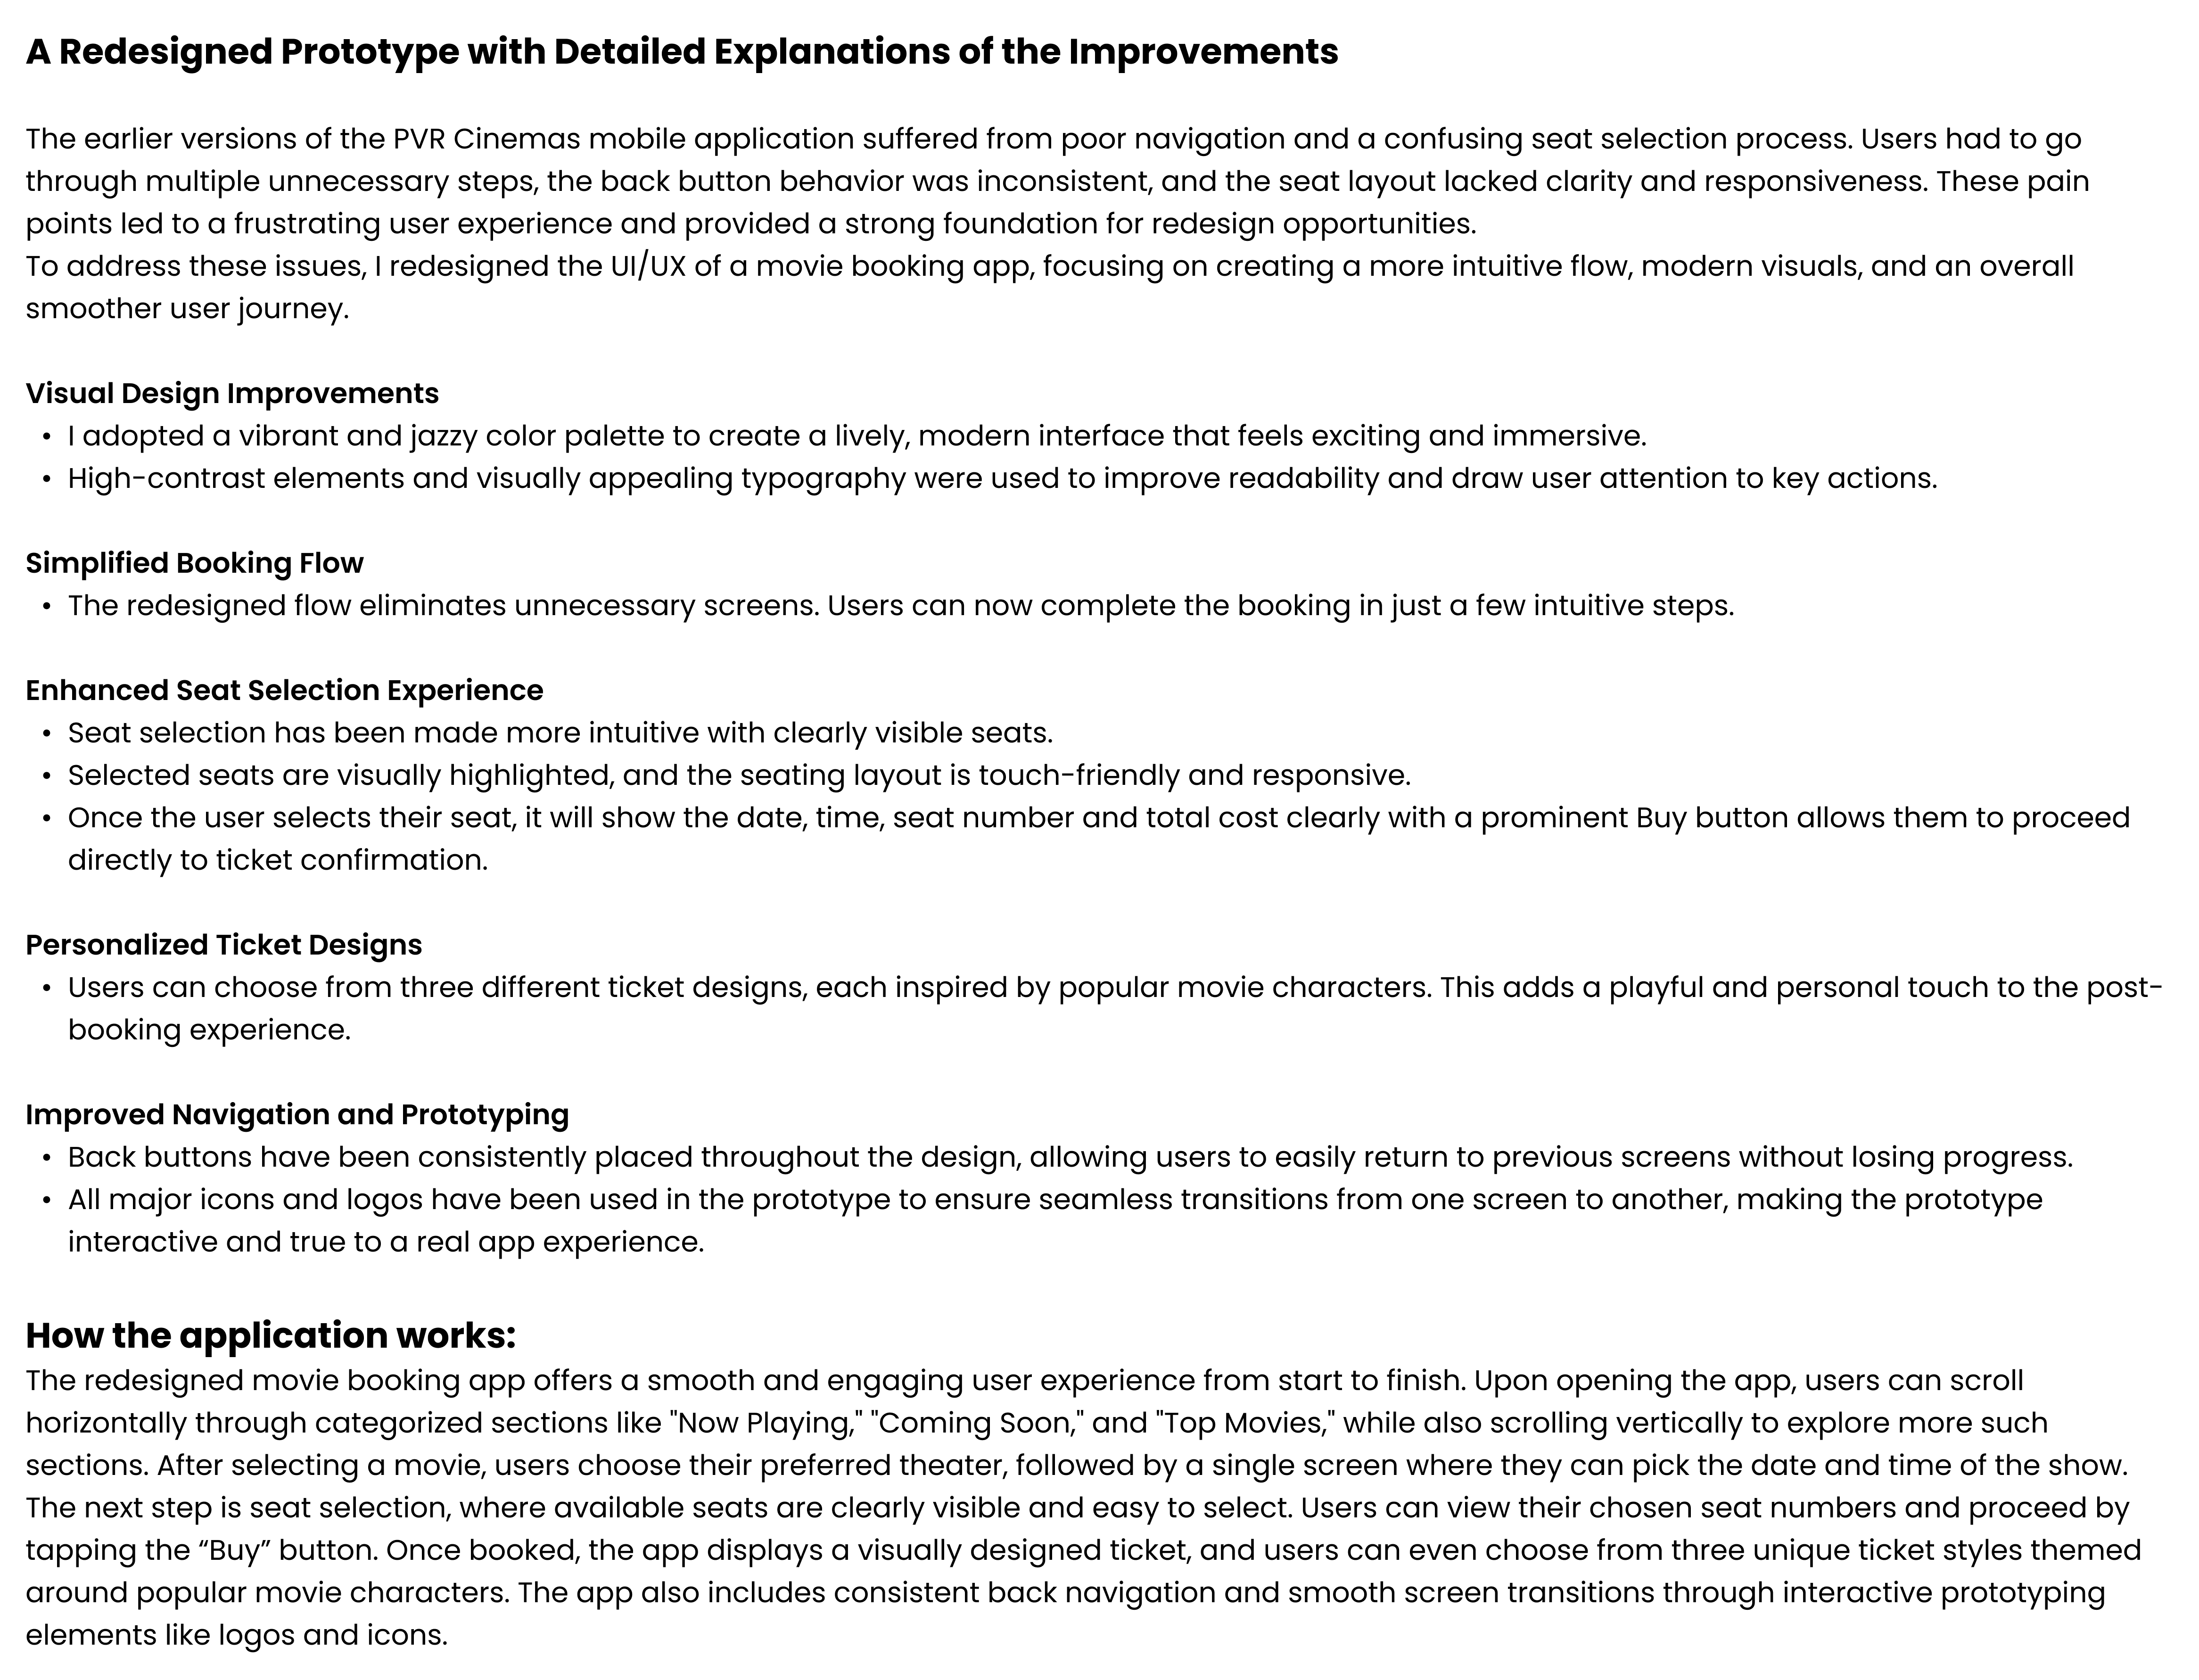 A Redesigned Prototype with Detailed Explanations of the Improvements
The earlier versions of the PVR Cinemas mobile application suffered from poor navigation and a confusing seat selection process. Users had to go
through multiple unnecessary steps, the back button behavior was inconsistent, and the seat layout lacked clarity and responsiveness. These pain
points led to a frustrating user experience and provided a strong foundation for redesign opportunities.
To address these issues, I redesigned the UI/UX of a movie booking app, focusing on creating a more intuitive flow, modern visuals, and an overall
smoother user journey.
Visual Design Improvements
• I adopted a vibrant and jazzy color palette to create a lively, modern interface that feels exciting and immersive.
• High-contrast elements and visually appealing typography were used to improve readability and draw user attention to key actions.
Simplified Booking Flow
• The redesigned flow eliminates unnecessary screens. Users can now complete the booking in just a few intuitive steps.
Enhanced Seat Selection Experience
• Seat selection has been made more intuitive with clearly visible seats.
• Selected seats are visually highlighted, and the seating layout is touch-friendly and responsive.
• Once the user selects their seat, it will show the date, time, seat number and total cost clearly with a prominent Buy button allows them to proceed
directly to ticket confirmation.
Personalized Ticket Designs
• Users can choose from three different ticket designs, each inspired by popular movie characters. This adds a playful and personal touch to the post-
booking experience.
Improved Navigation and Prototyping
• Back buttons have been consistently placed throughout the design, allowing users to easily return to previous screens without losing progress.
• All major icons and logos have been used in the prototype to ensure seamless transitions from one screen to another, making the prototype
interactive and true to a real app experience.
How the application works:
The redesigned movie booking app offers a smooth and engaging user experience from start to finish. Upon opening the app, users can scroll
horizontally through categorized sections like "Now Playing," "Coming Soon," and "Top Movies," while also scrolling vertically to explore more such
sections. After selecting a movie, users choose their preferred theater, followed by a single screen where they can pick the date and time of the show.
The next step is seat selection, where available seats are clearly visible and easy to select. Users can view their chosen seat numbers and proceed by
tapping the “Buy” button. Once booked, the app displays a visually designed ticket, and users can even choose from three unique ticket styles themed
around popular movie characters. The app also includes consistent back navigation and smooth screen transitions through interactive prototyping
elements like logos and icons.